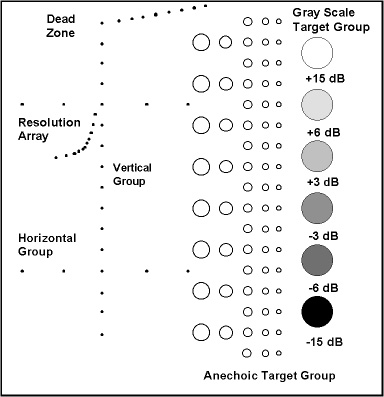 Dead
Zone
Gray Scale
Target Group
+15 dB
Resolution
Array
+6 dB
Vertical
Group
+3 dB
Horizontal
Group
-3 dB
-6 dB
-15 dB
Anechoic Target Group